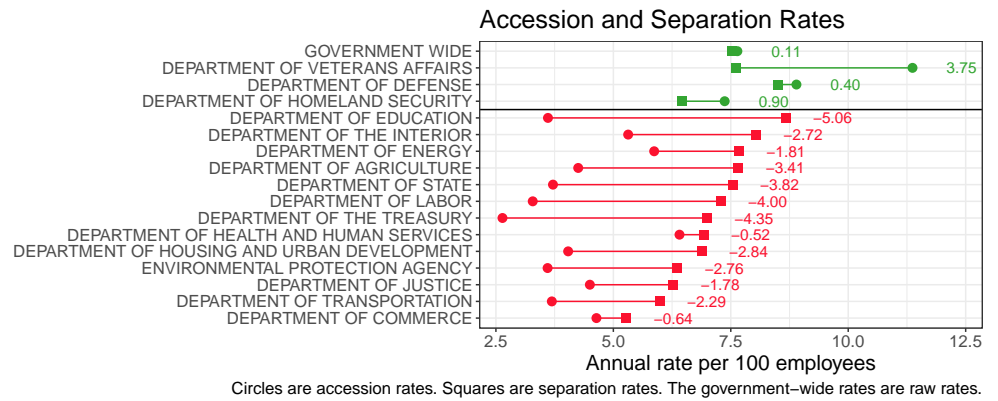 Accession and Separation Rates
GOVERNMENT WIDE 0.11
DEPARTMENT OF VETERANS AFFAIRS 3.75
DEPARTMENT OF DEFENSE 0.40
DEPARTMENT OF HOMELAND SECURITY 0.90
DEPARTMENT OF EDUCATION −5.06
DEPARTMENT OF THE INTERIOR −2.72
DEPARTMENT OF ENERGY −1.81
DEPARTMENT OF AGRICULTURE −3.41
DEPARTMENT OF STATE −3.82
DEPARTMENT OF LABOR −4.00
DEPARTMENT OF THE TREASURY −4.35
DEPARTMENT OF HEALTH AND HUMAN SERVICES −0.52
DEPARTMENT OF HOUSING AND URBAN DEVELOPMENT −2.84
ENVIRONMENTAL PROTECTION AGENCY −2.76
DEPARTMENT OF JUSTICE −1.78
DEPARTMENT OF TRANSPORTATION −2.29
DEPARTMENT OF COMMERCE −0.64
2.5 5.0 7.5 10.0 12.5
Annual rate per 100 employees
Circles are accession rates. Squares are separation rates. The government−wide rates are raw rates.